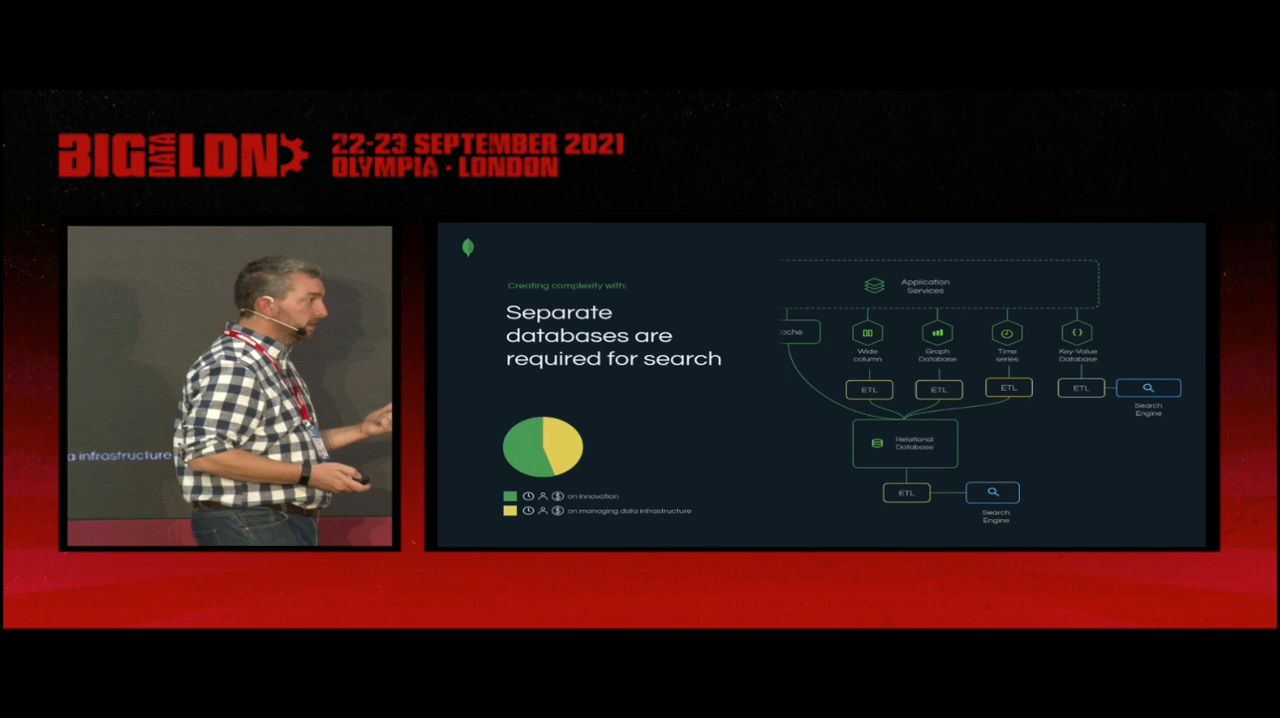 BIG DATA LDN
22-23 SEPTEMBER 2021
OLYMPIA · LONDON
a infrastructure
Creating complexity with:
Separate
databases are
required for search
on innovation
on managing data infrastructure
Application
Services
ache
Wide
column
Graph
Database
Time
series
Key-Value
Database
ETL
ETL
ETL
ETL
Search
Engine
Relational
Database
ETL
Search
Engine